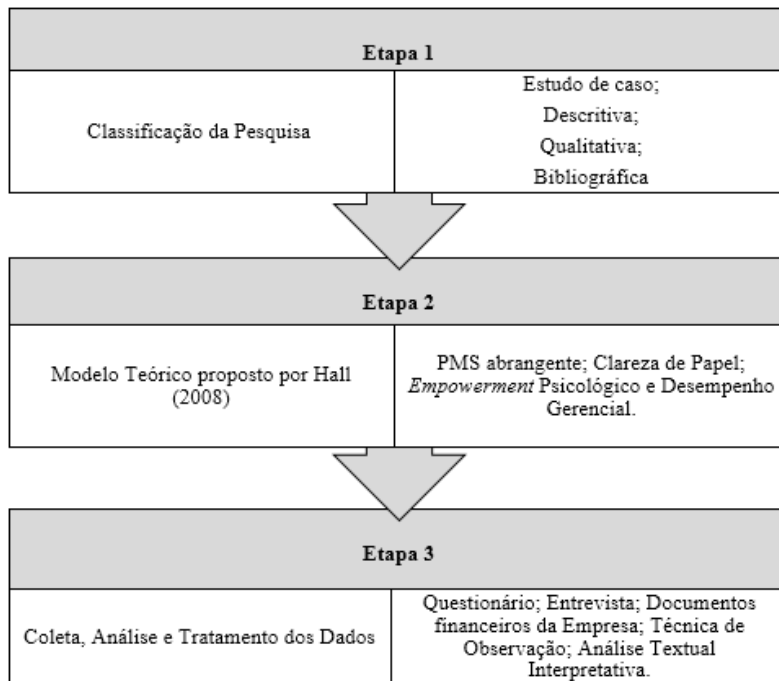 Etapa 1
Classificação da Pesquisa
Estudo de caso;
Descritiva;
Qualitativa;
Bibliográfica
Etapa 2
Modelo Teórico proposto por Hall
(2008)
PMS abrangente; Clareza de Papel;
Empowerment Psicológico e Desempenho
Gerencial.
Etapa 3
Coleta, Análise e Tratamento dos Dados
Questionário; Entrevista; Documentos
financeiros da Empresa; Técnica de
Observação; Análise Textual
Interpretativa.